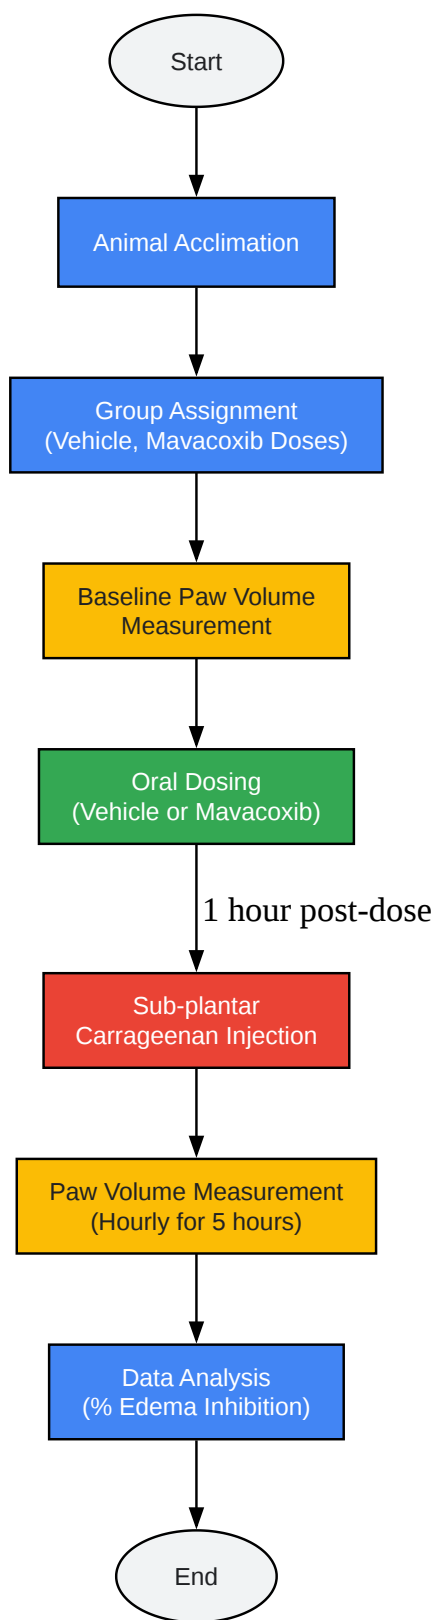 Start
Animal Acclimation
Group Assignment
(Vehicle, Mavacoxib Doses)
Baseline Paw Volume
Measurement
Oral Dosing
(Vehicle or Mavacoxib)
1 hour post-dose
Sub-plantar
Carrageenan Injection
Paw Volume Measurement
(Hourly for 5 hours)
Data Analysis
(% Edema Inhibition)
End